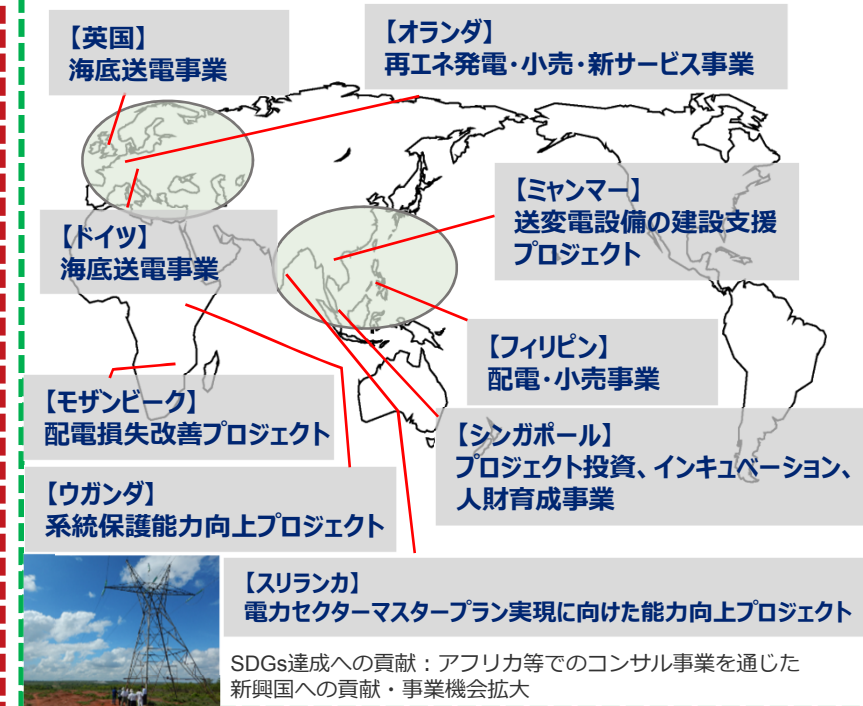 【英国】
海底送電事業
【オランダ】
再エネ発電・小売・新サービス事業
【ミャンマー】
送変電設備の建設支援
プロジェクト
【ドイツ】
海底送電事業
【フィリピン】
配電・小売事業
【モザンビーク】
配電損失改善プロジェクト
【シンガポール】
プロジェクト投資、インキュベーション、
人財育成事業
【ウガンダ】
系統保護能力向上プロジェクト
【スリランカ】
電力セクターマスタープラン実現に向けた能力向上プロジェクト
SDGs達成への貢献：アフリカ等でのコンサル事業を通じた
新興国への貢献・事業機会拡大